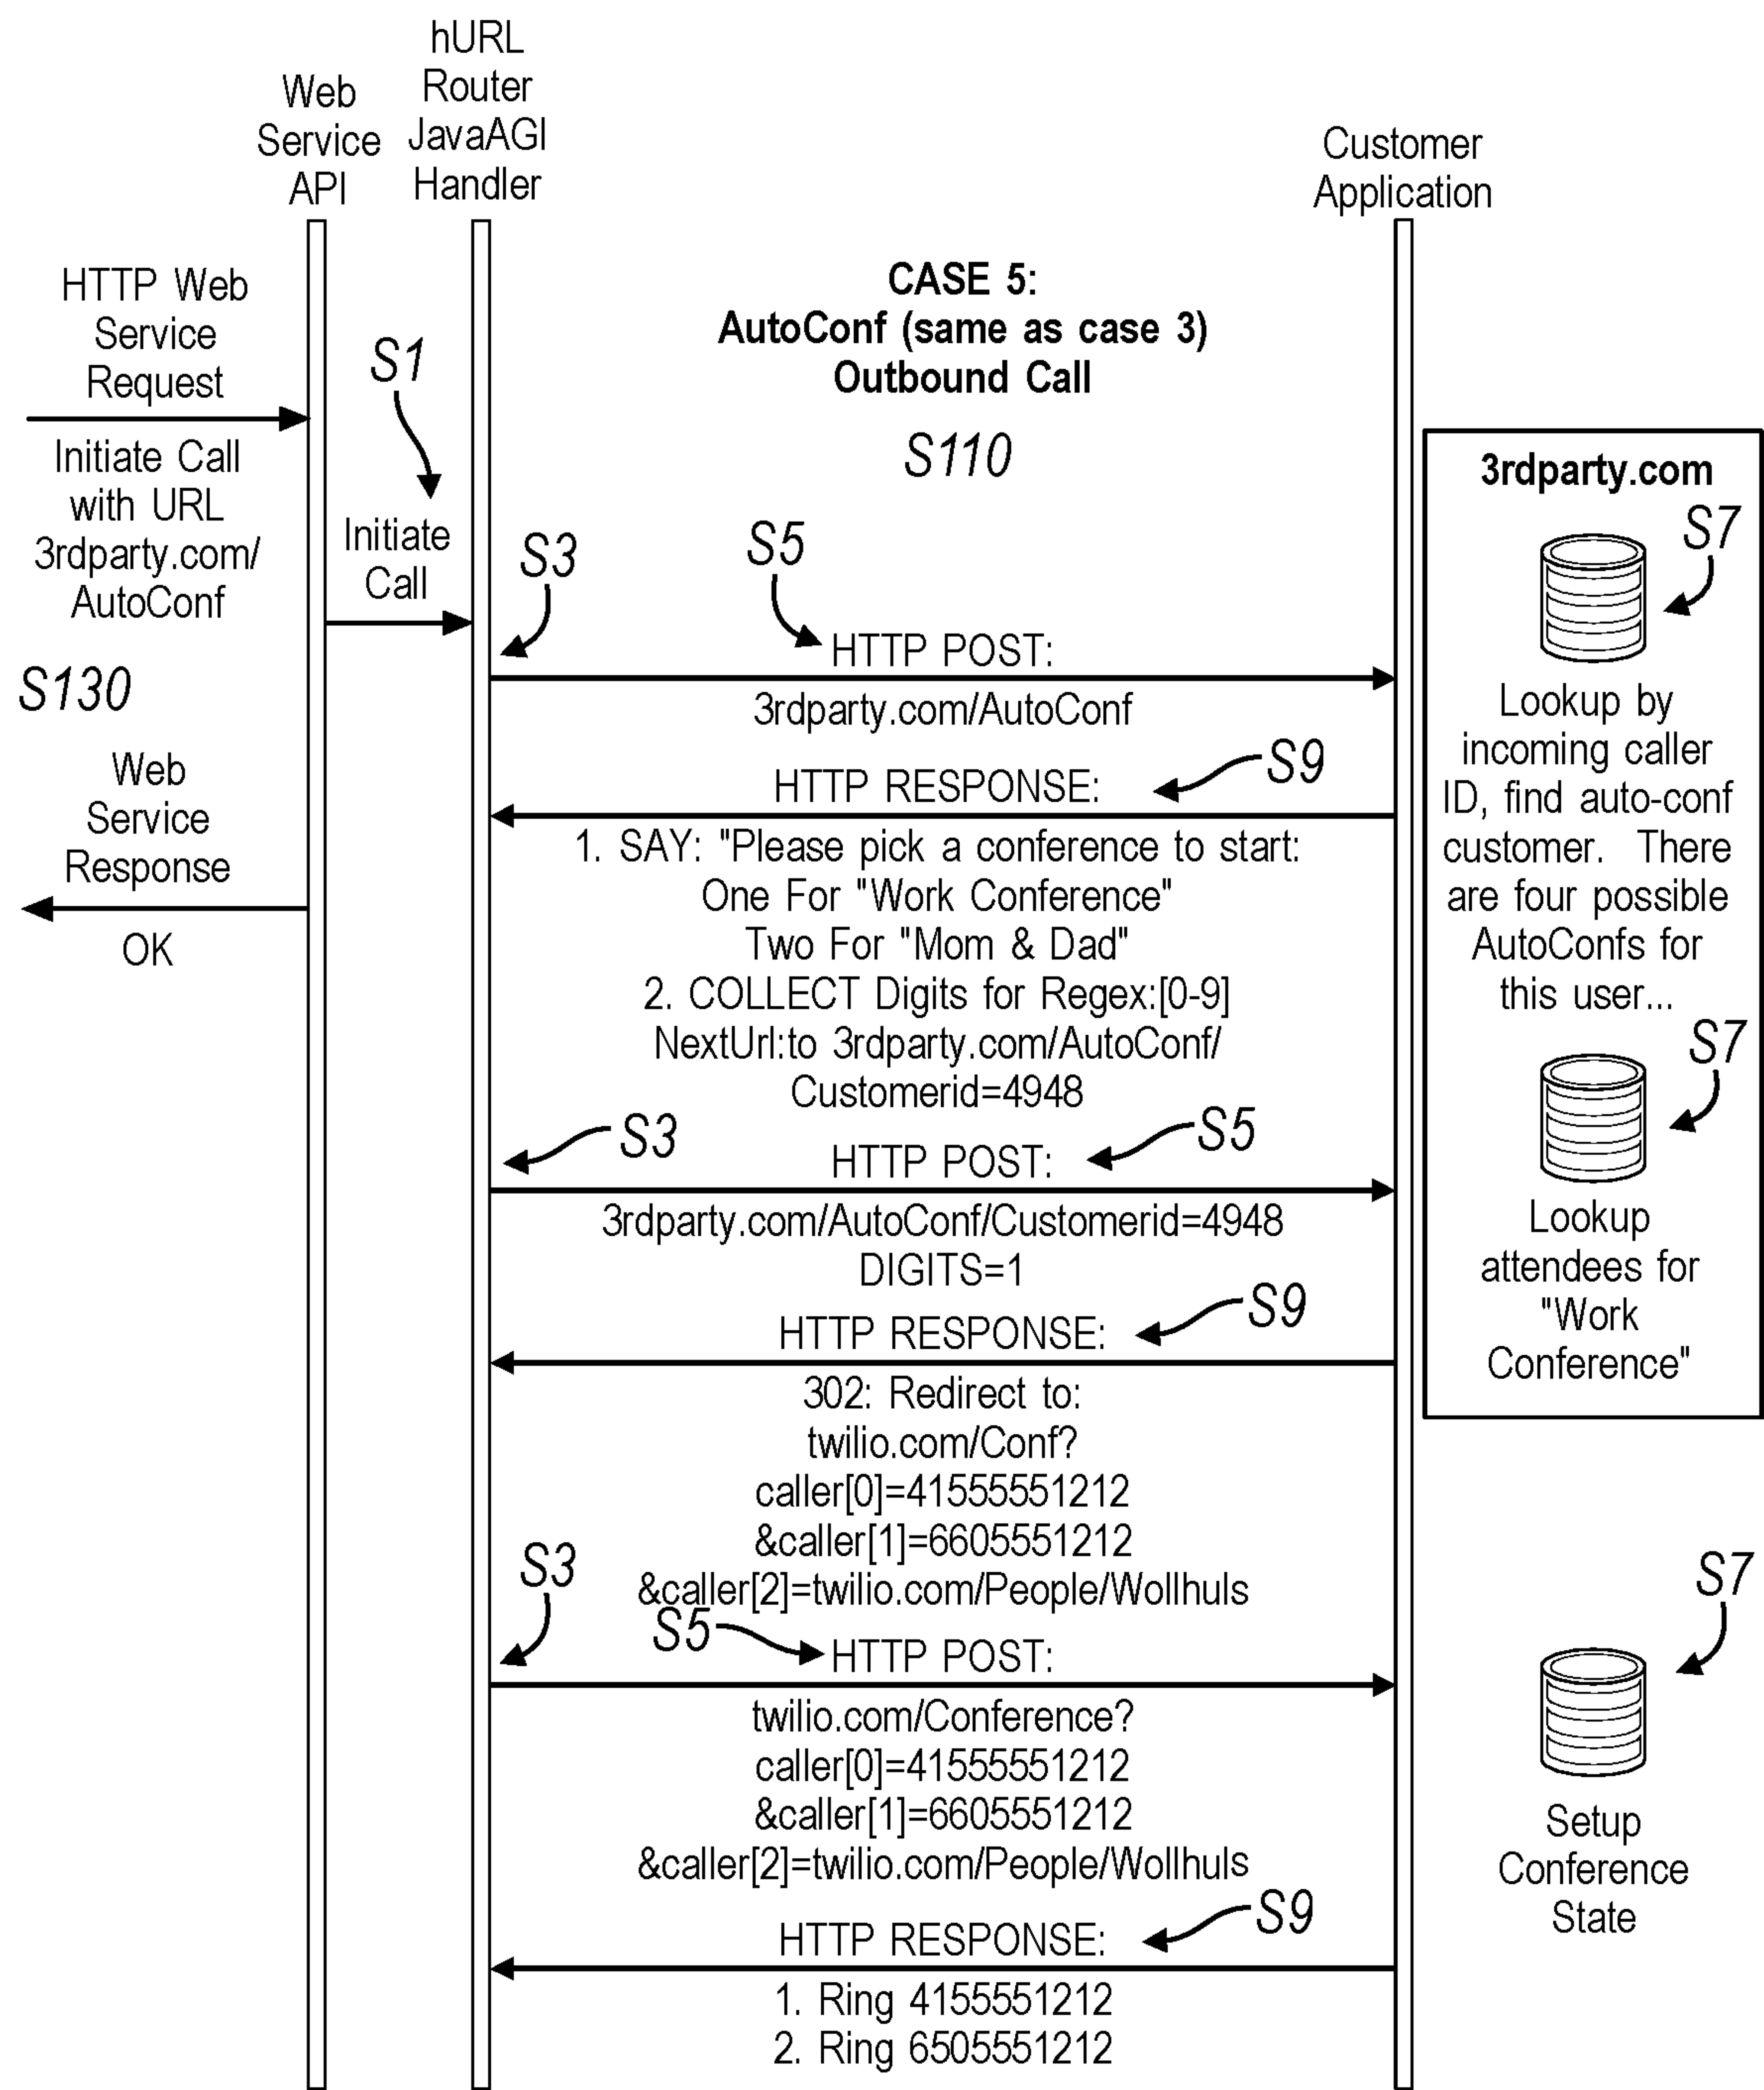 hURL
Router
JavaAGI
Handler
Web
Service
API
Customer
Application
HTTP Web
Service
Request
Initiate Call
with URL
3rdparty.com/
AutoConf
S130
Web
Service
Response
OK
S1
Initiate
Call
CASE 5:
AutoConf (same as case 3)
Outbound Call
S110
S3
S5
HTTP POST:
3rdparty.com/AutoConf
S9
HTTP RESPONSE:
1. SAY: "Please pick a conference to start:
One For "Work Conference"
Two For "Mom & Dad"
2. COLLECT Digits for Regex:[0-9]
NextUrl:to 3rdparty.com/AutoConf/
Customerid=4948
S3
S5
HTTP POST:
3rdparty.com/AutoConf/Customerid=4948
DIGITS=1
S9
HTTP RESPONSE:
302: Redirect to:
twilio.com/Conf?
caller[0]=41555551212
&caller[1]=6605551212
&caller[2]=twilio.com/People/Wollhuls
S3
S5
HTTP POST:
twilio.com/Conference?
caller[0]=41555551212
&caller[1]=6605551212
&caller[2]=twilio.com/People/Wollhuls
S9
HTTP RESPONSE:
1. Ring 4155551212
2. Ring 6505551212
3rdparty.com
S7
Lookup by
incoming caller
ID, find auto-conf
customer. There
are four possible
AutoConfs for
this user...
S7
Lookup
attendees for
"Work
Conference"
S7
Setup
Conference
State